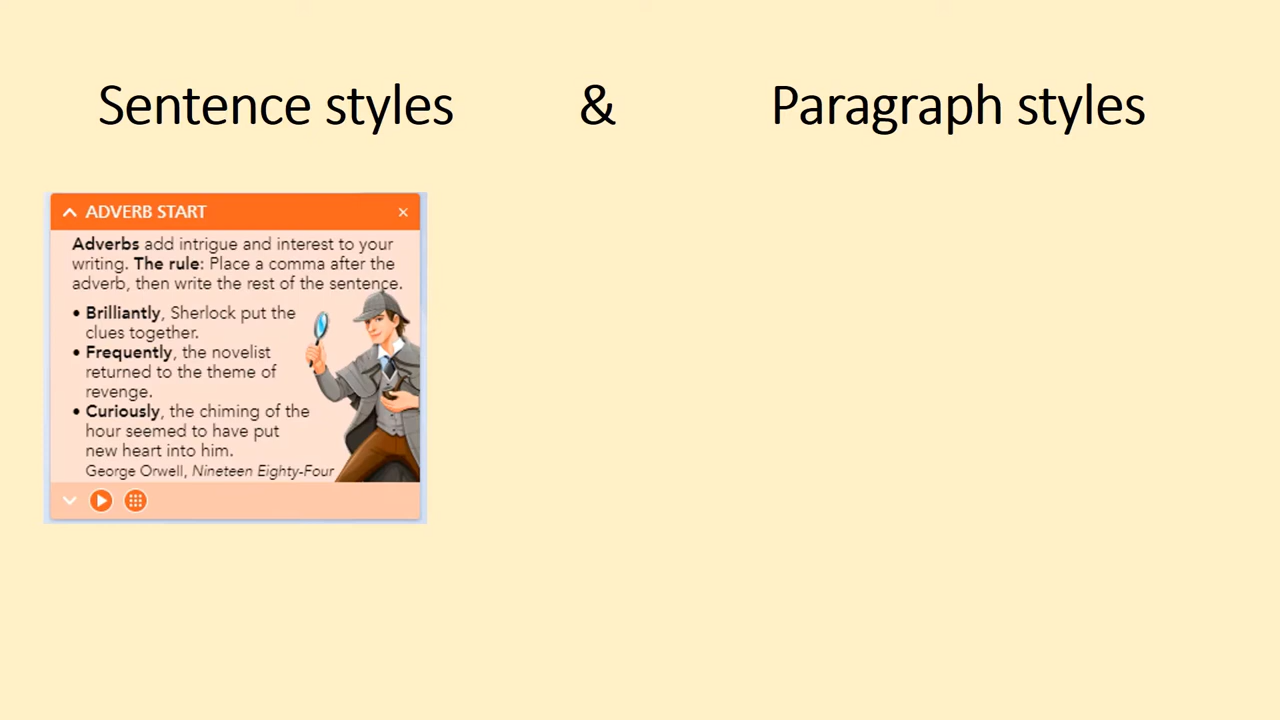 Sentence styles & Paragraph styles
ADVERB START
Adverbs add intrigue and interest to your
writing. The rule: Place a comma after the
adverb, then write the rest of the sentence.
• Brilliantly, Sherlock put the
clues together.
• Frequently, the novelist
returned to the theme of
revenge.
• Curiously, the chiming of the
hour seemed to have put
new heart into him.
George Orwell, Nineteen Eighty-Four